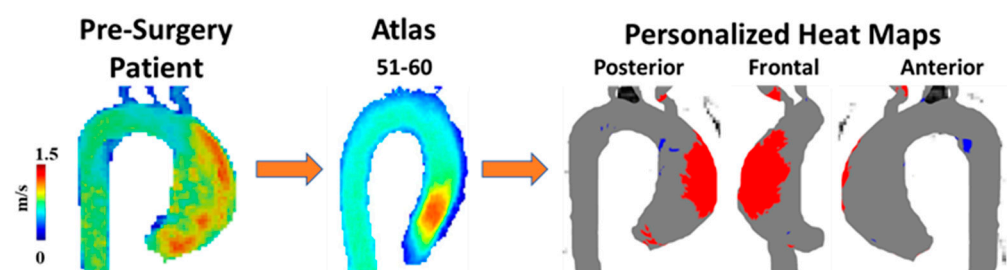 Pre-Surgery
Patient
Atlas
51-60
Personalized Heat Maps
Posterior
Frontal
Anterior
1.5
m/s
0